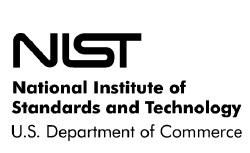 NIST
National Institute of
Standards and Technology
U.S. Department of Commerce